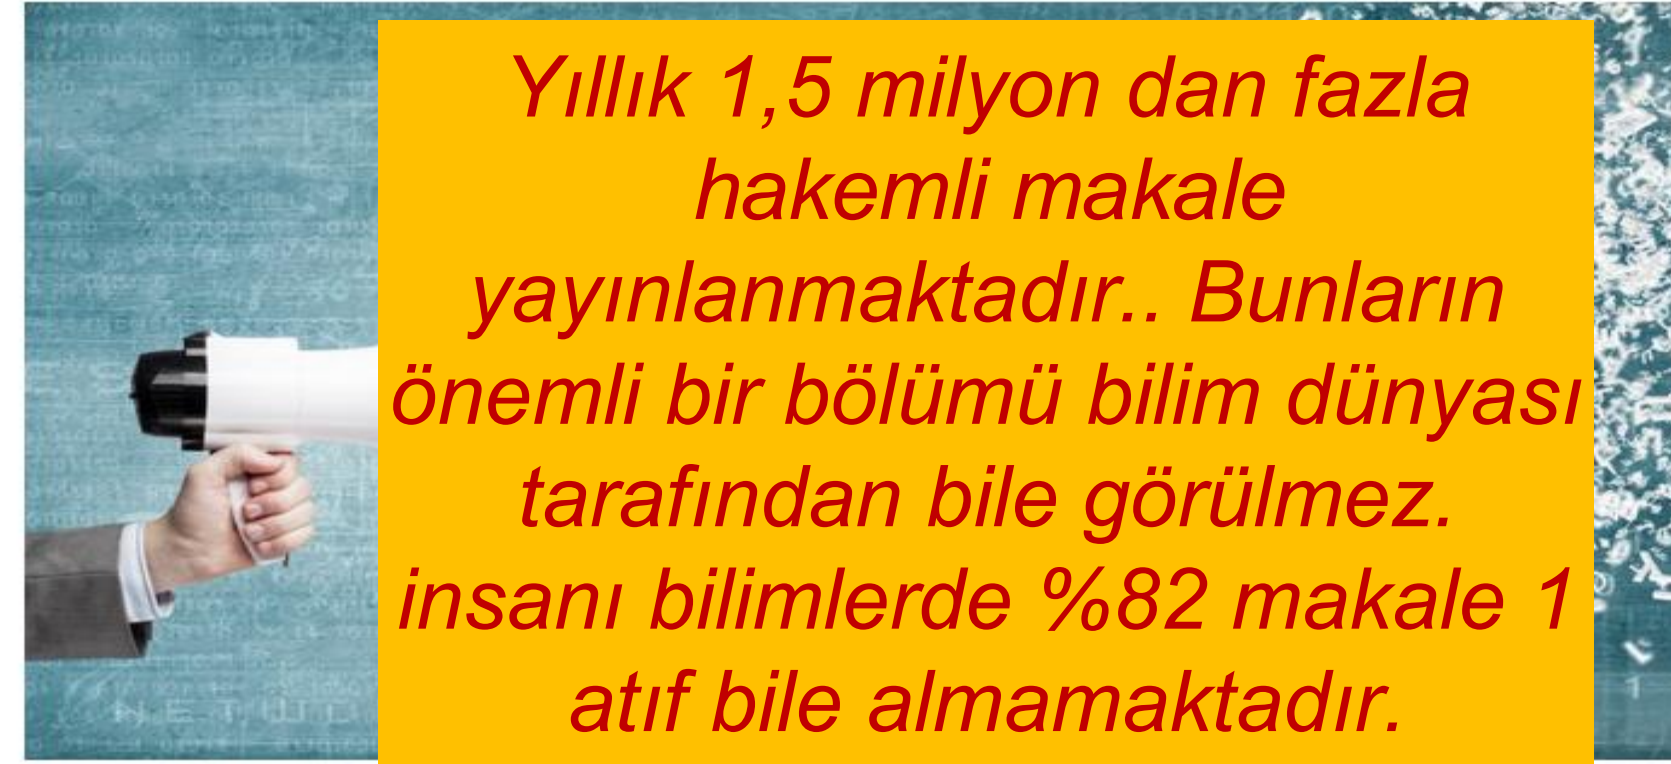 Yıllık 1,5 milyon dan fazla
hakemli makale
yayınlanmaktadır.. Bunların
önemli bir bölümü bilim dünyası
tarafından bile görülmez.
insanı bilimlerde %82 makale 1
atıf bile almamaktadır.